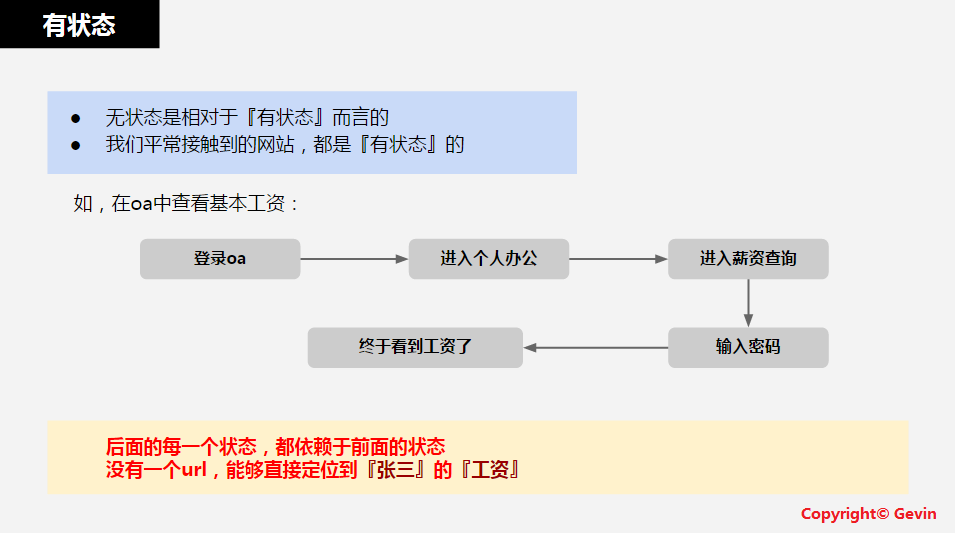 有状态
● 无状态是相对于『有状态』而言的
● 我们平常接触到的网站，都是『有状态』的
如，在oa中查看基本工资：
登录oa
进入个人办公
进入薪资查询
输入密码
终于看到工资了
后面的每一个状态，都依赖于前面的状态
没有一个url，能够直接定位到『张三』的『工资』
Copyright© Gevin